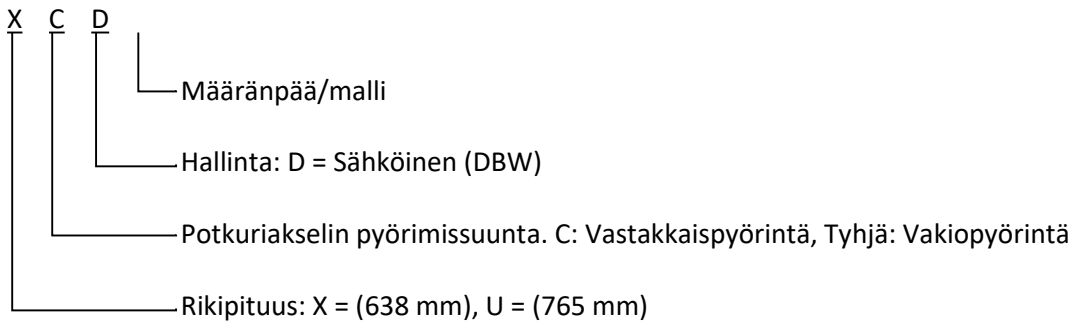 X C D
Määränpää/malli
Hallinta: D = Sähköinen (DBW)
Potkuriakselin pyörimissuunta. C: Vastakkaispyörintä, Tyhjä: Vakiopyörintä
Rikipituus: X = (638 mm), U = (765 mm)